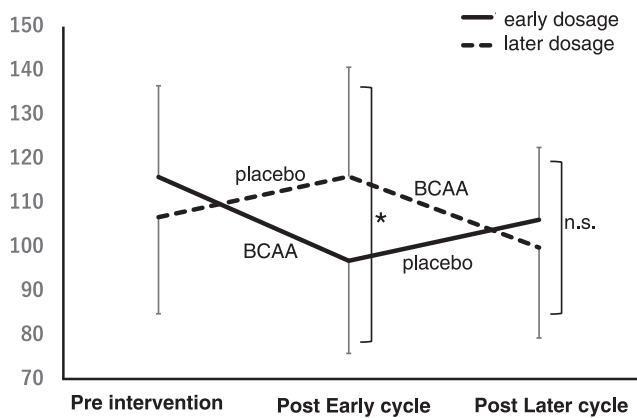 early dosage
later dosage
150
140
130
120
110
100
90
80
70
placebo
BCAA
BCAA
placebo
*
n.s.
Pre intervention
Post Early cycle
Post Later cycle